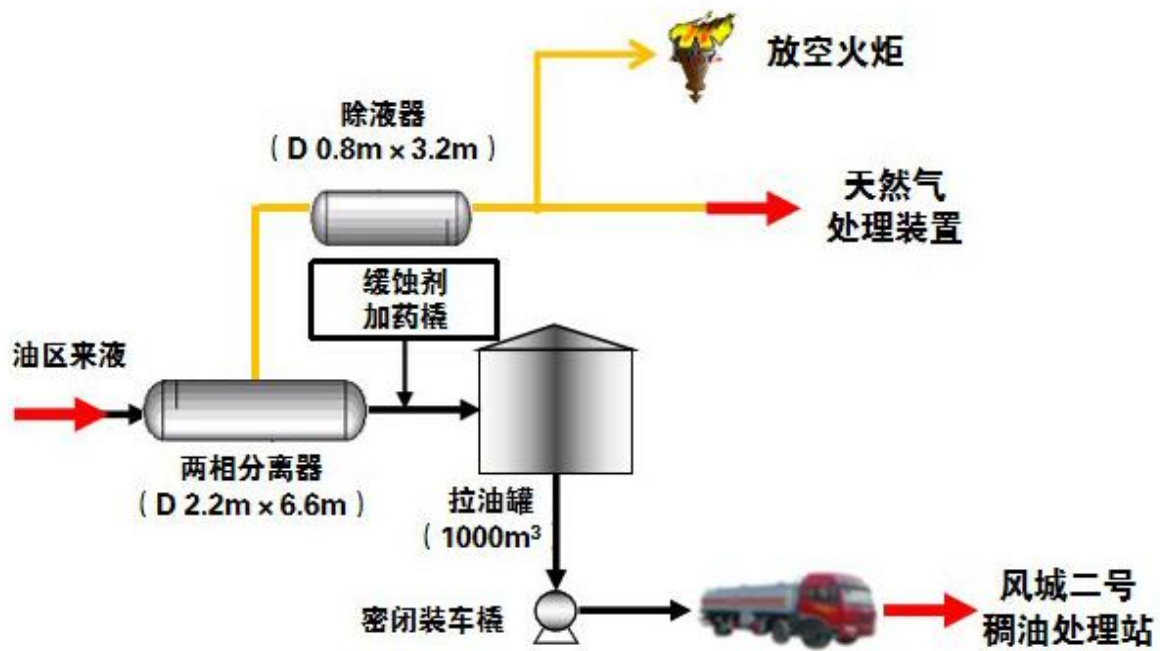 放空火炬
除液器
(D 0.8m × 3.2m)
天然气
处理装置
缓蚀剂
加药橇
油区来液
两相分离器
(D 2.2m × 6.6m)
拉油罐
(1000m³)
密闭装车橇
风城二号
稠油处理站